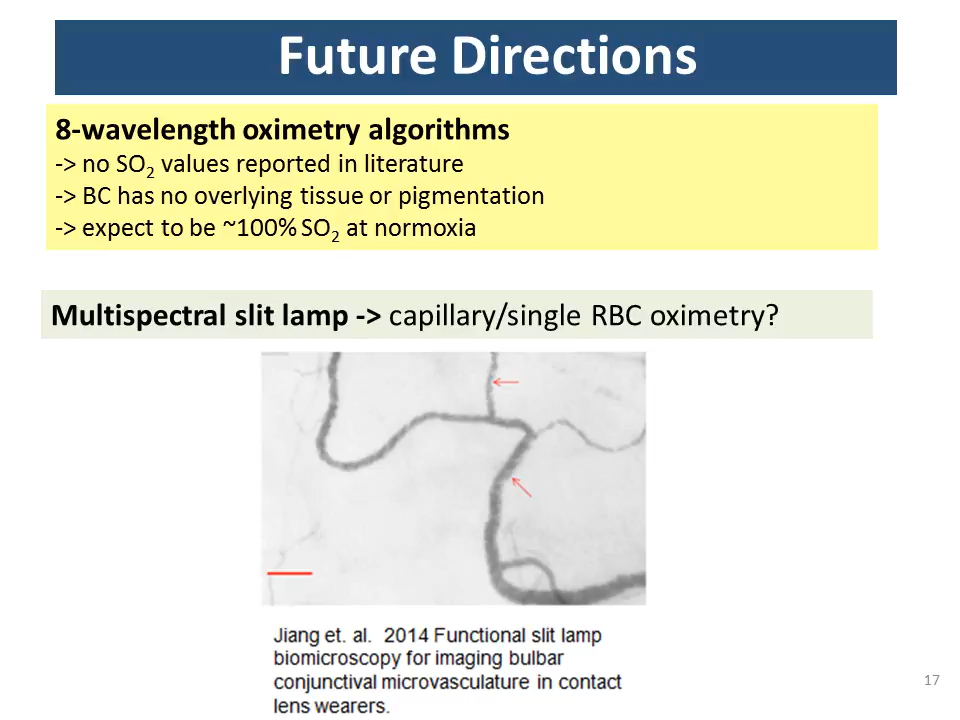 Future Directions
8-wavelength oximetry algorithms
-> no SO₂ values reported in literature
-> BC has no overlying tissue or pigmentation
-> expect to be ~100% SO₂ at normoxia
Multispectral slit lamp -> capillary/single RBC oximetry?
Jiang et. al. 2014 Functional slit lamp
biomicroscopy for imaging bulbar
conjunctival microvasculature in contact
lens wearers.
17